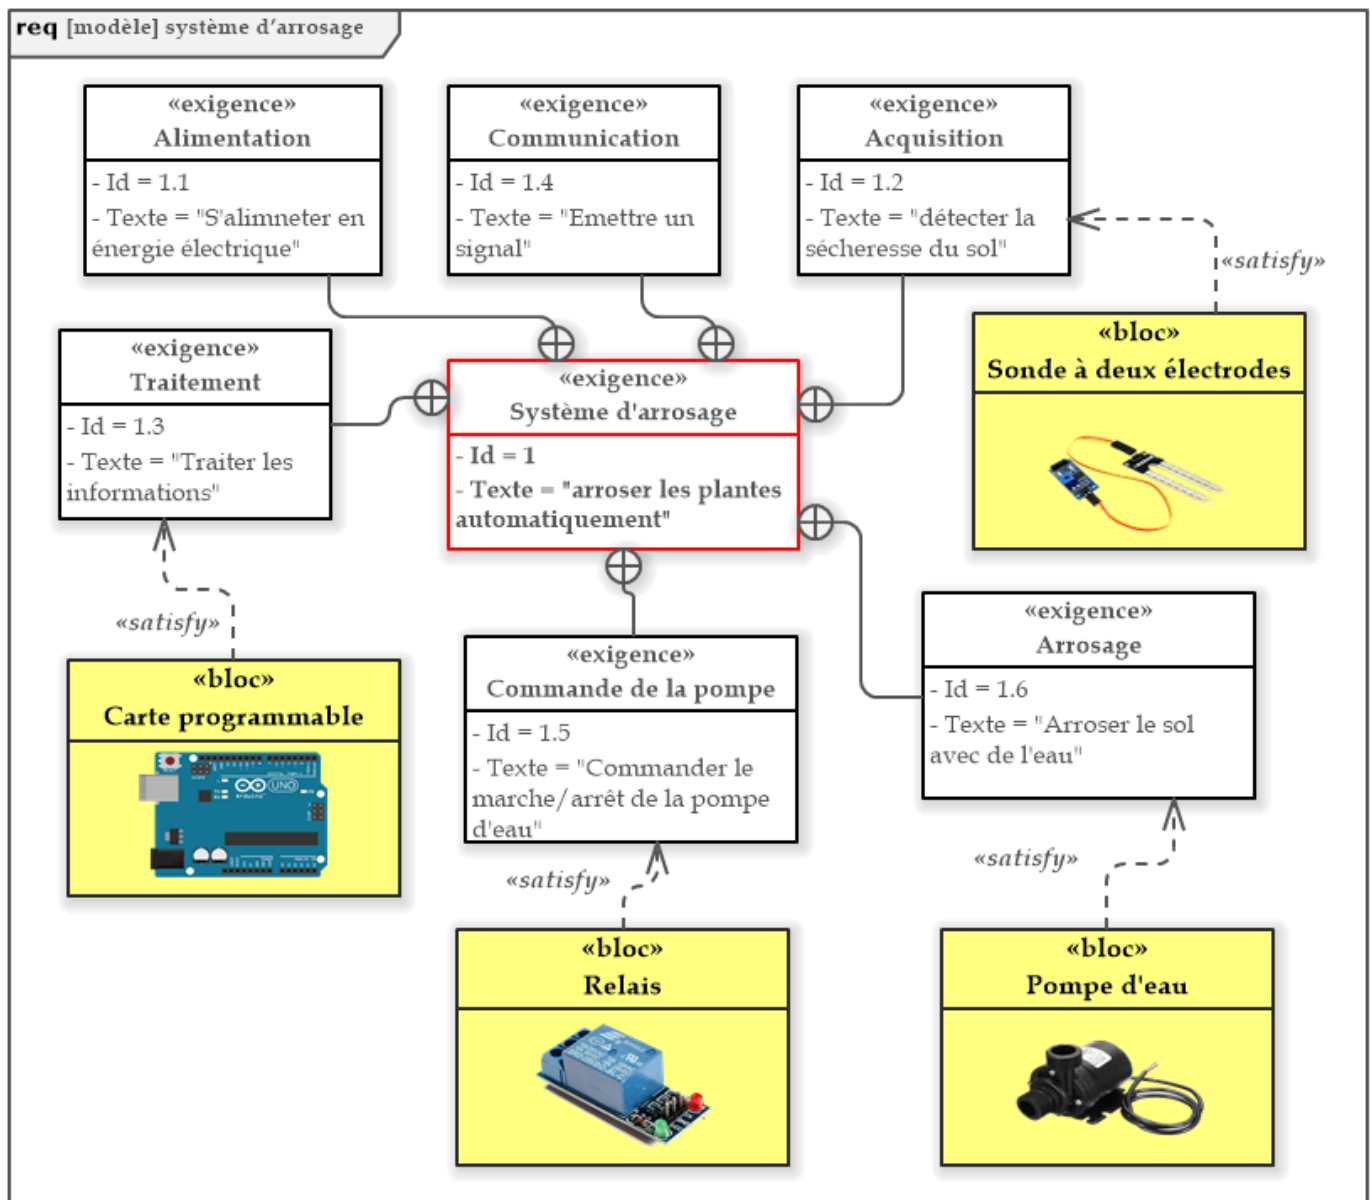 req [modèle] système d'arrosage
«exigence»
Alimentation
- Id = 1.1
- Texte = "S'alimneter en
énergie électrique"
«exigence»
Communication
- Id = 1.4
- Texte = "Emettre un
signal"
«exigence»
Acquisition
- Id = 1.2
- Texte = "détecter la
sécheresse du sol"
«satisfy»
«bloc»
Sonde à deux électrodes
«exigence»
Traitement
- Id = 1.3
- Texte = "Traiter les
informations"
«exigence»
Système d'arrosage
- Id = 1
- Texte = "arroser les plantes
automatiquement"
«satisfy»
«bloc»
Carte programmable
UNO
«exigence»
Commande de la pompe
- Id = 1.5
- Texte = "Commander le
marche/arrêt de la pompe
d'eau"
«exigence»
Arrosage
- Id = 1.6
- Texte = "Arroser le sol
avec de l'eau"
«satisfy»
«bloc»
Relais
«satisfy»
«bloc»
Pompe d'eau